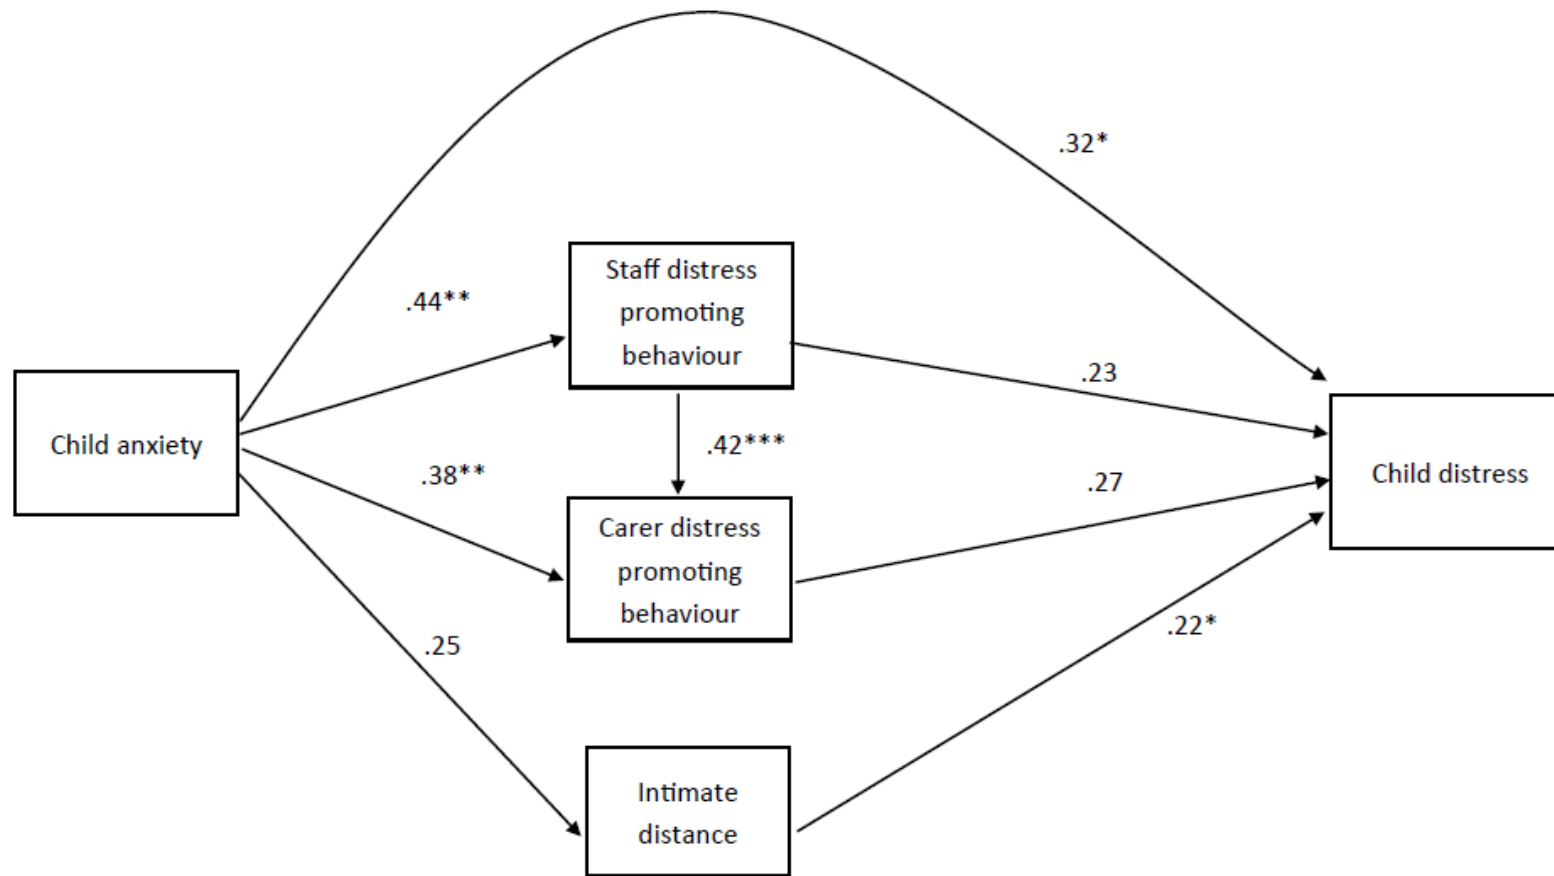 .32*
Staff distress
promoting
behaviour
.44**
.23
Child anxiety
.42***
.38**
Child distress
.27
Carer distress
promoting
behaviour
.25
.22*
Intimate
distance